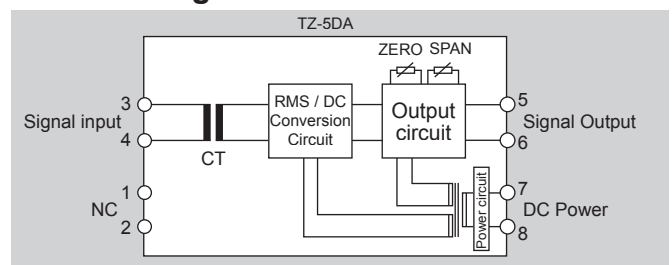 TZ-5DA
ZERO SPAN
3
Signal input
4
CT
RMS / DC
Conversion
Circuit
Output
circuit
5
Signal Output
6
1
NC
2
Power circuit
7
DC Power
8